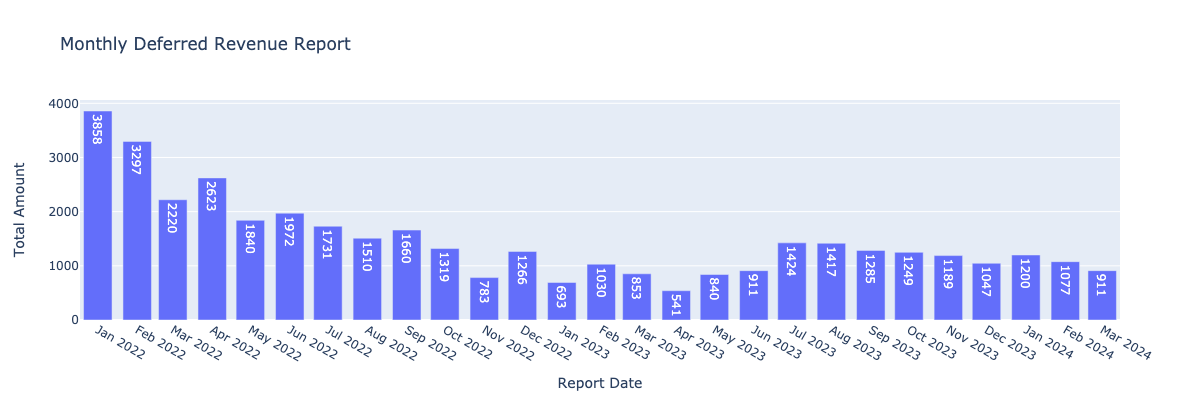 Monthly Deferred Revenue Report
Total Amount
4000
3000
2000
1000
0
3858
3297
2220
2623
1840
1972
1731
1510
1660
1319
783
1266
693
1030
853
541
840
911
1424
1417
1285
1249
1189
1047
1200
1077
911
Jan 2022
Feb 2022
Mar 2022
Apr 2022
May 2022
Jun 2022
Jul 2022
Aug 2022
Sep 2022
Oct 2022
Nov 2022
Dec 2022
Jan 2023
Feb 2023
Mar 2023
Apr 2023
May 2023
Jun 2023
Jul 2023
Aug 2023
Sep 2023
Oct 2023
Nov 2023
Dec 2023
Jan 2024
Feb 2024
Mar 2024
Report Date